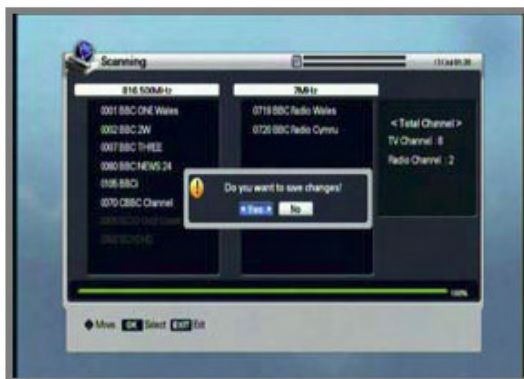 Scanning
816.500MHz
7MHz
0001 BBC ONE Wales
0002 BBC 2W
0007 BBC THREE
0080 BBC NEWS 24
0105 BBCi
0070 CBBC Channel
0719 BBC Radio Wales
0720 BBC Radio Cymru
< Total Channel >
TV Channel : 8
Radio Channel : 2
Do you want to save changes?
Yes
No
100%
Move OK Select EXIT Exit